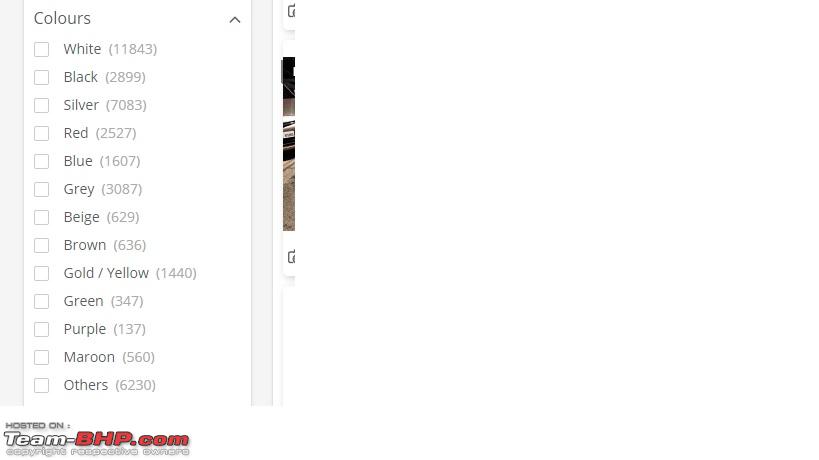 Colours
White (11843)
Black (2899)
Silver (7083)
Red (2527)
Blue (1607)
Grey (3087)
Beige (629)
Brown (636)
Gold / Yellow (1440)
Green (347)
Purple (137)
Maroon (560)
Others (6230)
HOSTED ON :
Team-BHP.com
copyright respective owners